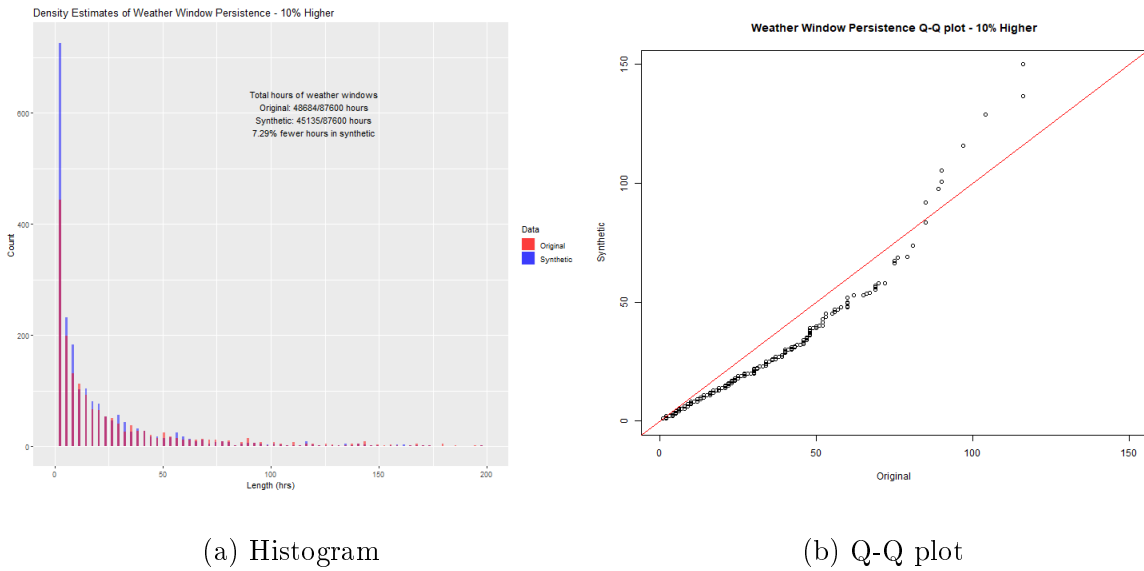 Density Estimates of Weather Window Persistence - 10% Higher
Total hours of weather windows
Original: 48684/87600 hours
Synthetic: 45135/87600 hours
7.29% fewer hours in synthetic
600
400
200
0
Count
0
50
100
150
200
Length (hrs)
Data
Original
Synthetic
(a) Histogram
Weather Window Persistence Q-Q plot - 10% Higher
150
100
50
0
Synthetic
0
50
100
150
Original
(b) Q-Q plot